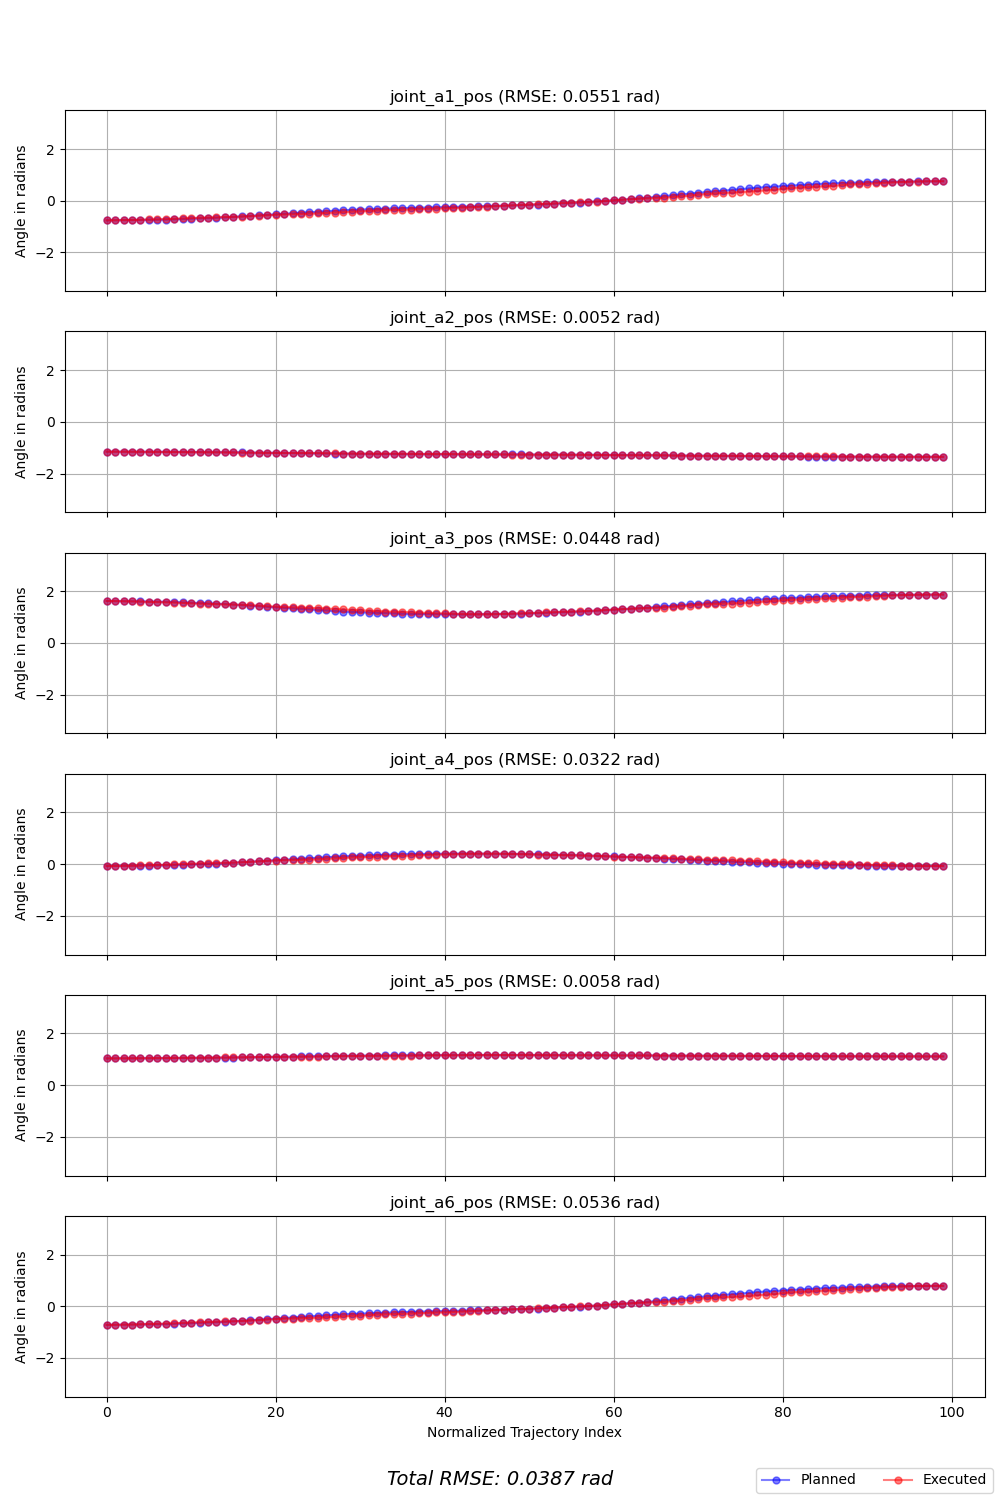 joint_a1_pos (RMSE: 0.0551 rad)
Angle in radians
2
0
−2
joint_a2_pos (RMSE: 0.0052 rad)
Angle in radians
2
0
−2
joint_a3_pos (RMSE: 0.0448 rad)
Angle in radians
2
0
−2
joint_a4_pos (RMSE: 0.0322 rad)
Angle in radians
2
0
−2
joint_a5_pos (RMSE: 0.0058 rad)
Angle in radians
2
0
−2
joint_a6_pos (RMSE: 0.0536 rad)
Angle in radians
2
0
−2
0 20 40 60 80 100
Normalized Trajectory Index
Total RMSE: 0.0387 rad
Planned Executed